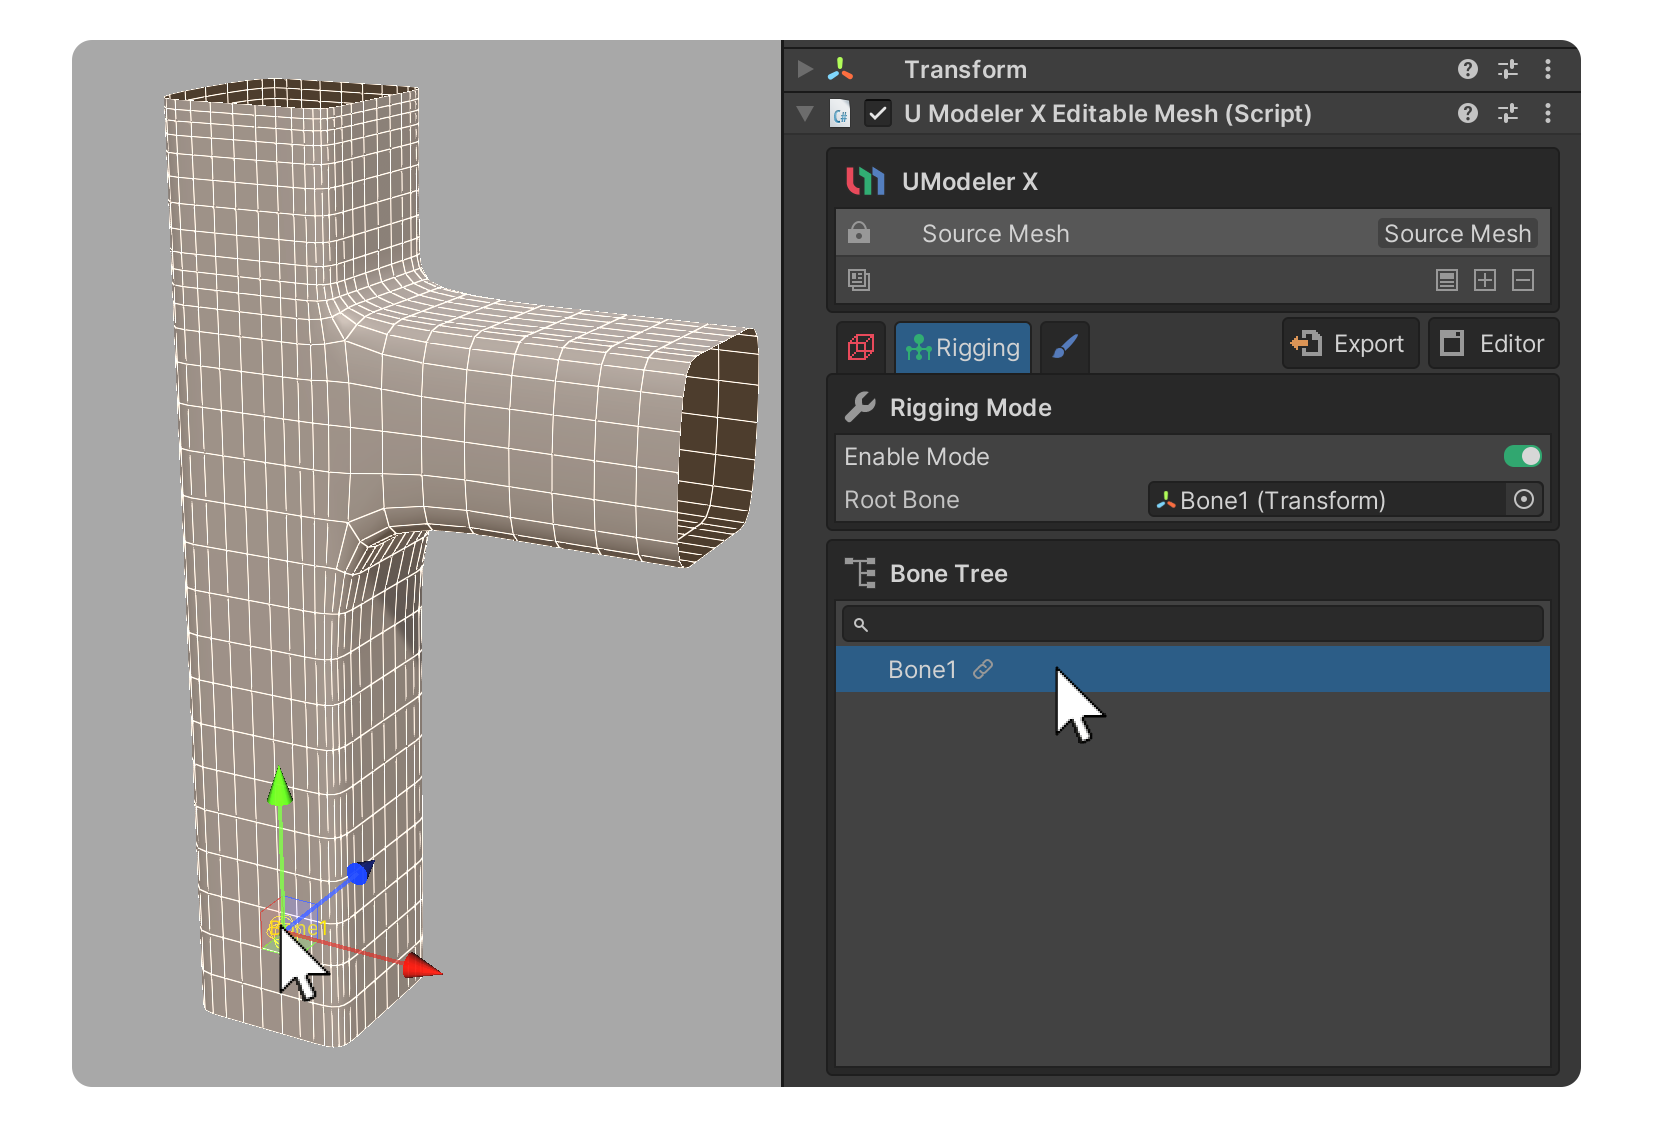 Transform
U Modeler X Editable Mesh (Script)
C#
UModeler X
Source Mesh Source Mesh
Rigging Export Editor
Rigging Mode
Enable Mode
Root Bone Bone1 (Transform)
Bone Tree
Bone1
Bone1